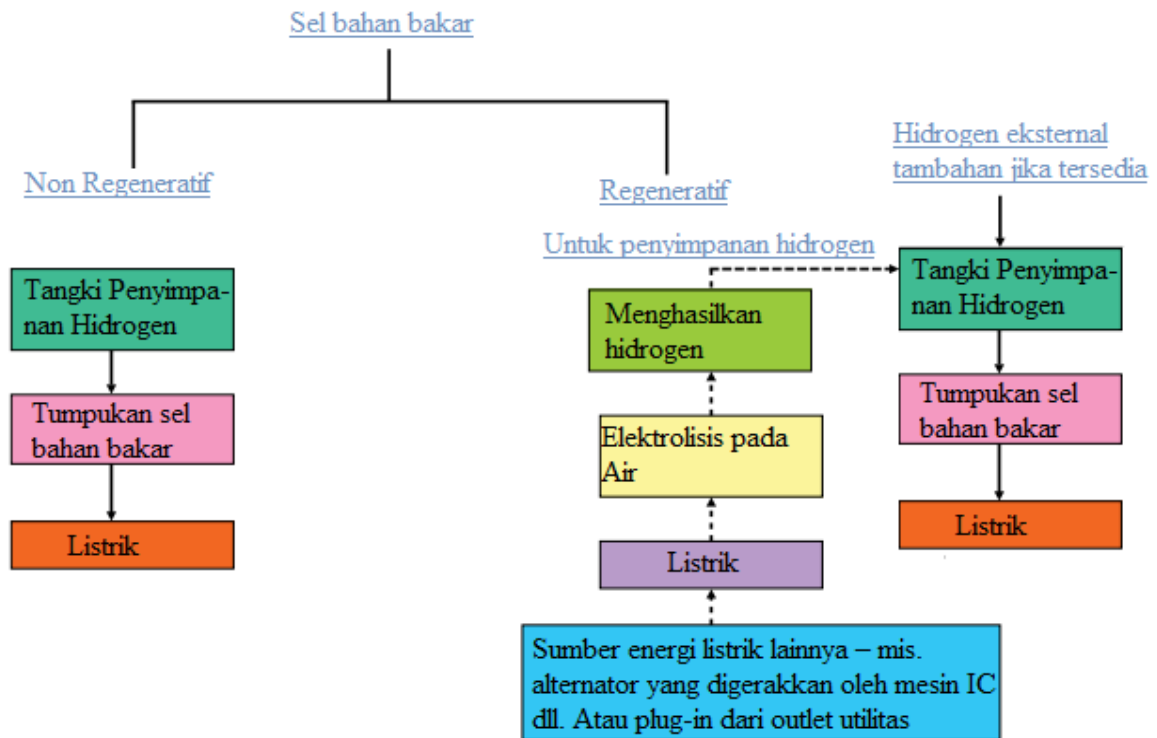 Sel bahan bakar
Non Regeneratif
Tangki Penyimpa-
nan Hidrogen
Tumpukan sel
bahan bakar
Listrik
Regeneratif
Untuk penyimpanan hidrogen
Menghasilkan
hidrogen
Elektrolisis pada
Air
Listrik
Sumber energi listrik lainnya – mis.
alternator yang digerakkan oleh mesin IC
dll. Atau plug-in dari outlet utilitas
Hidrogen eksternal
tambahan jika tersedia
Tangki Penyimpa-
nan Hidrogen
Tumpukan sel
bahan bakar
Listrik